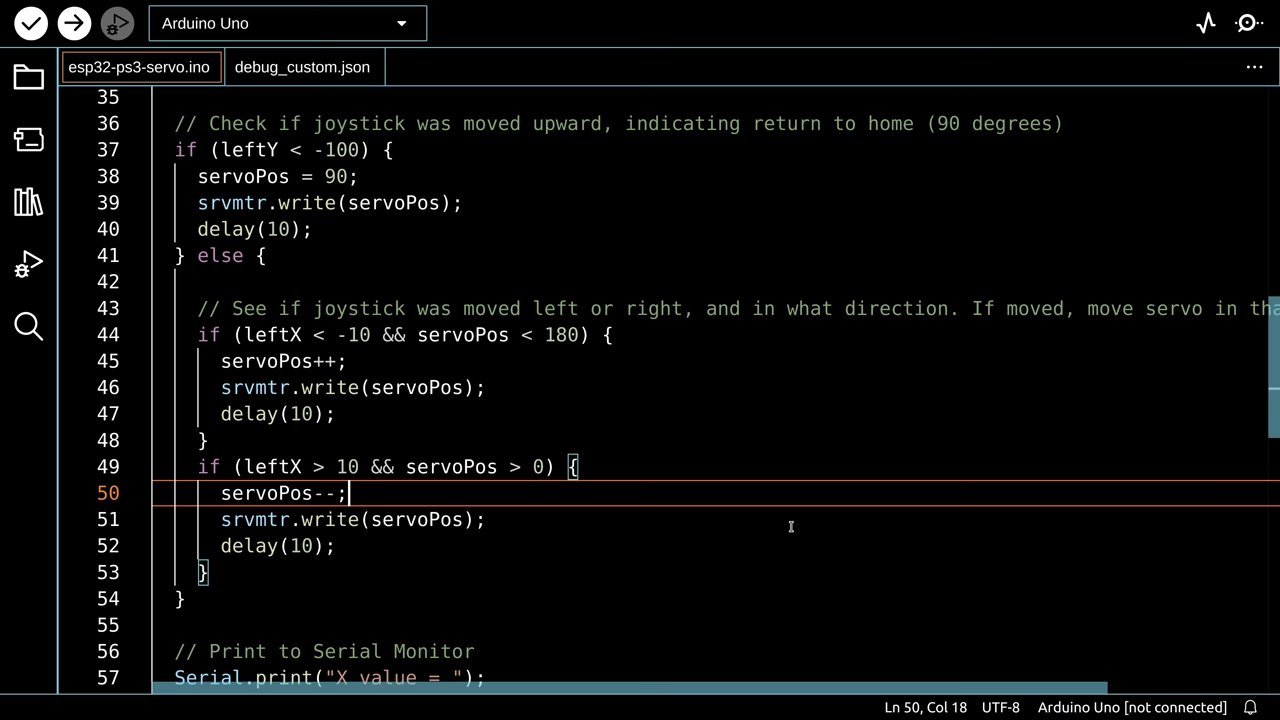 Arduino Uno
esp32-ps3-servo.ino
debug_custom.json
35
36 // Check if joystick was moved upward, indicating return to home (90 degrees)
37 if (leftY < -100) {
38 servoPos = 90;
39 srvmtr.write(servoPos);
40 delay(10);
41 } else {
42
43 // See if joystick was moved left or right, and in what direction. If moved, move servo in
44 if (leftX < -10 && servoPos < 180) {
45 servoPos++;
46 srvmtr.write(servoPos);
47 delay(10);
48 }
49 if (leftX > 10 && servoPos > 0) {
50 servoPos--;
51 srvmtr.write(servoPos);
52 delay(10);
53 }
54 }
55
56 // Print to Serial Monitor
57 Serial.print("X value = ");
Ln 50, Col 18 UTF-8 Arduino Uno [not connected]